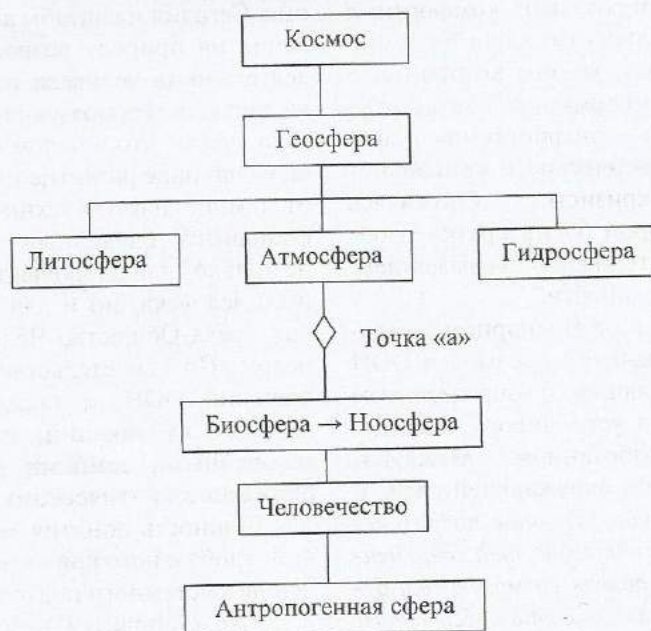 Космос
Геосфера
Литосфера
Атмосфера
Гидросфера
Точка «а»
Биосфера → Ноосфера
Человечество
Антропогенная сфера